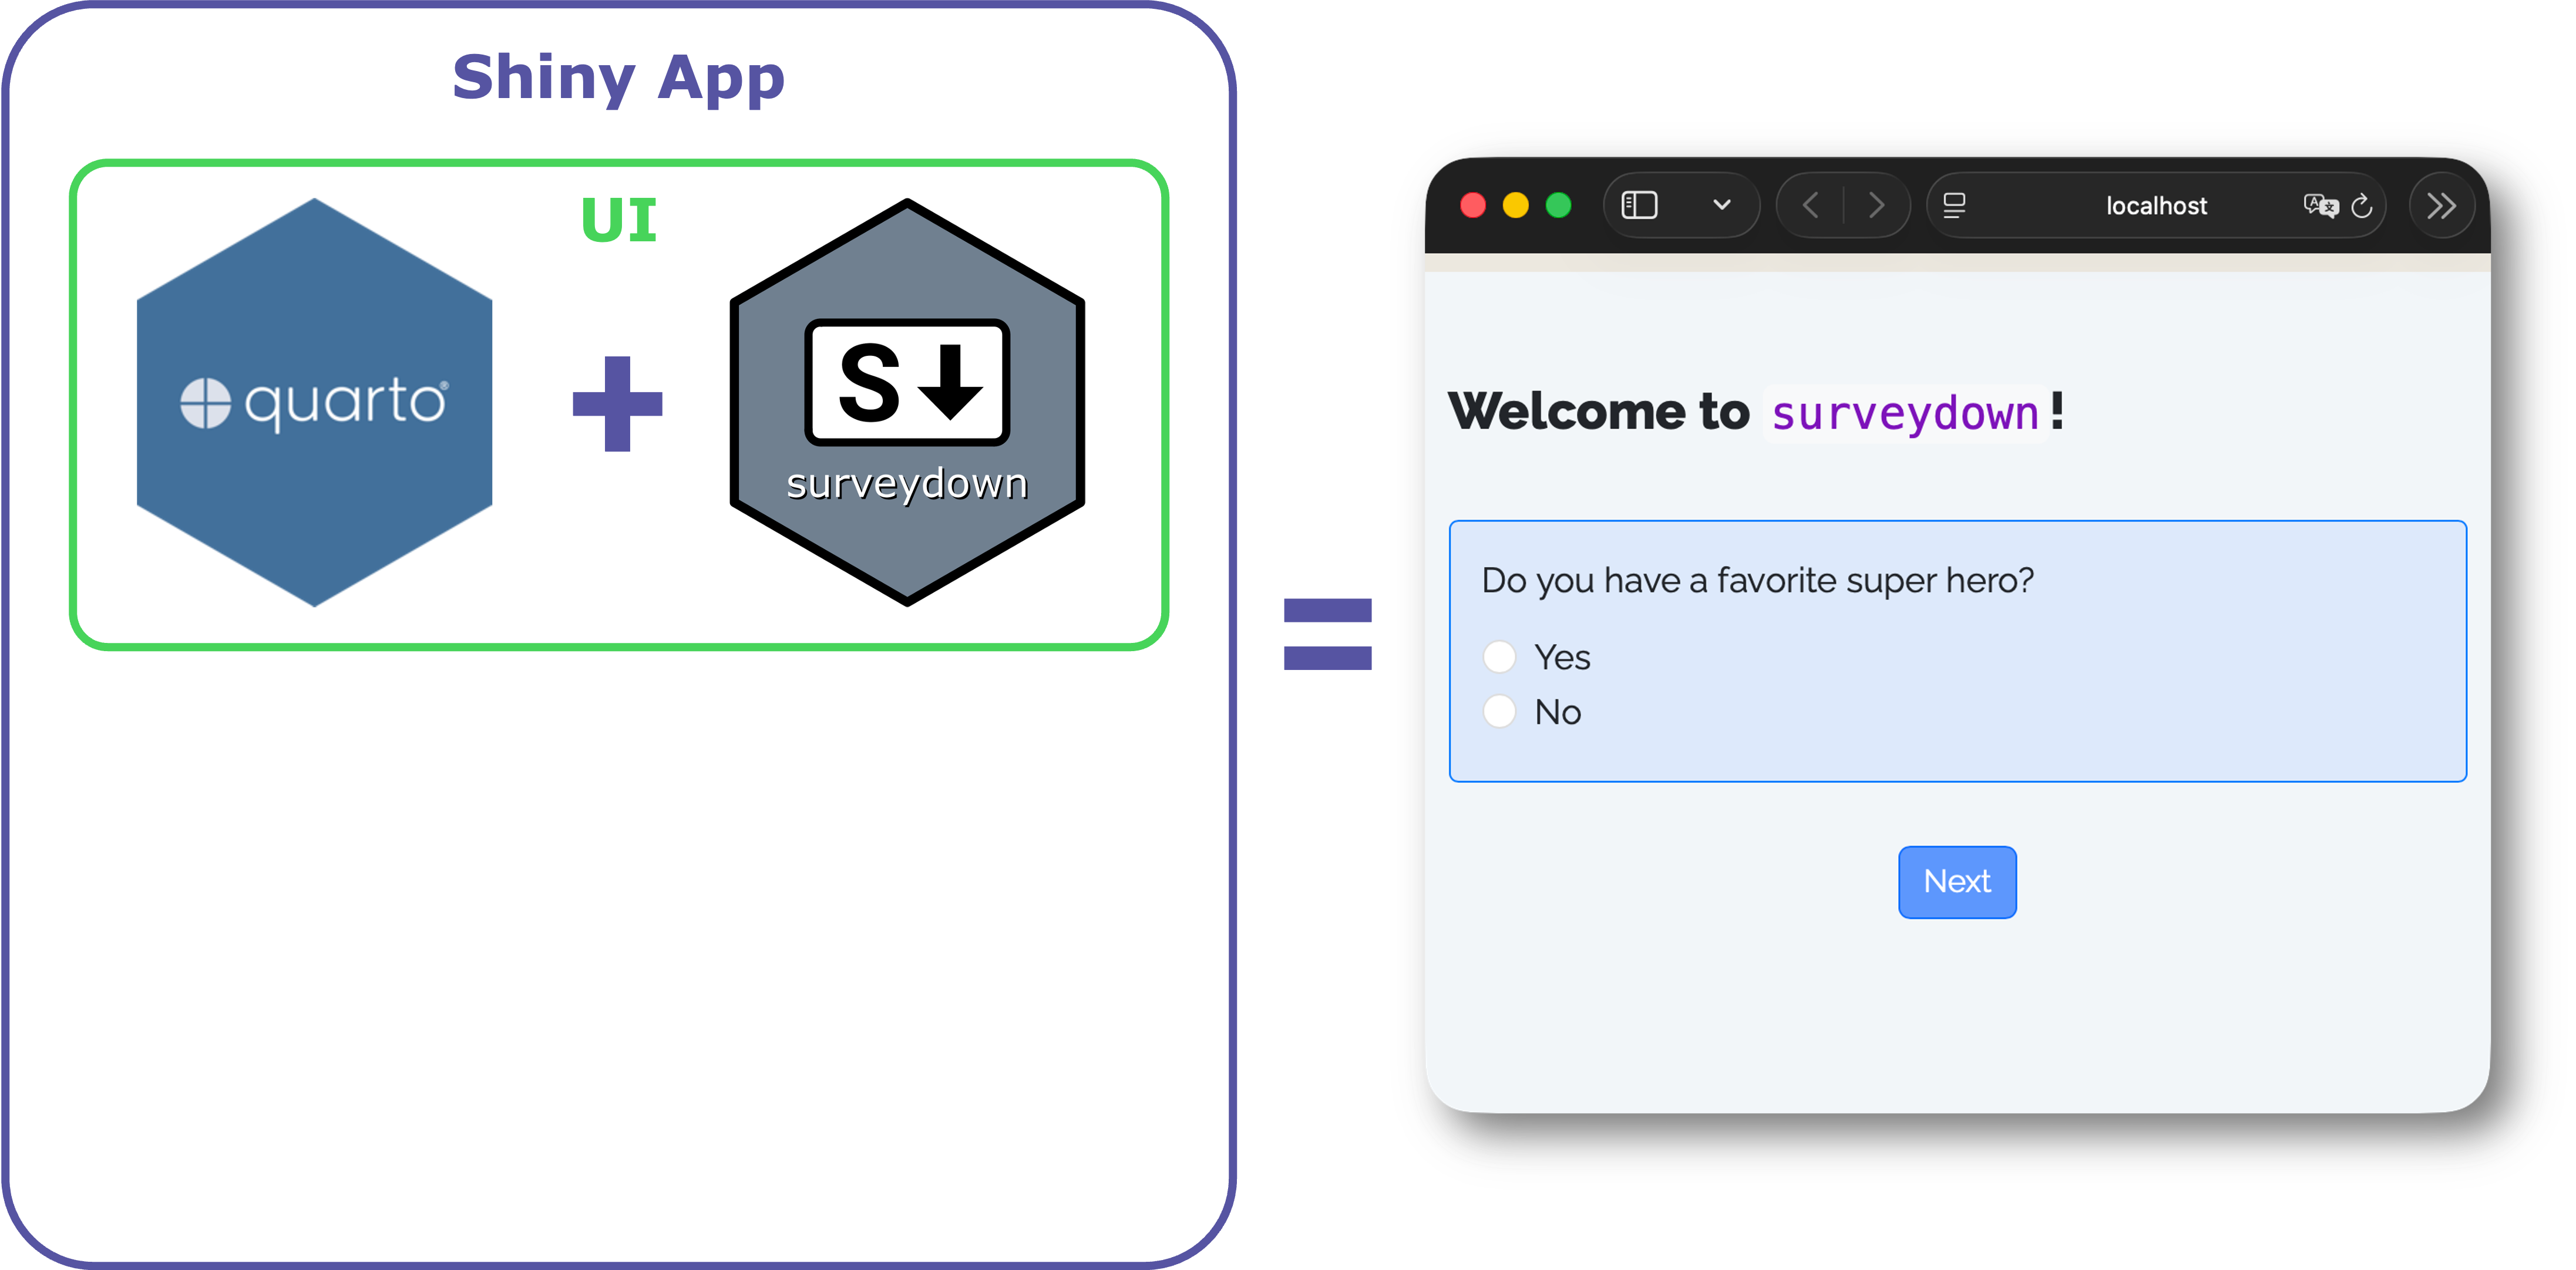 Shiny App
UI
quarto®
+
S
surveydown
=
localhost
Welcome to surveydown!
Do you have a favorite super hero?
Yes
No
Next